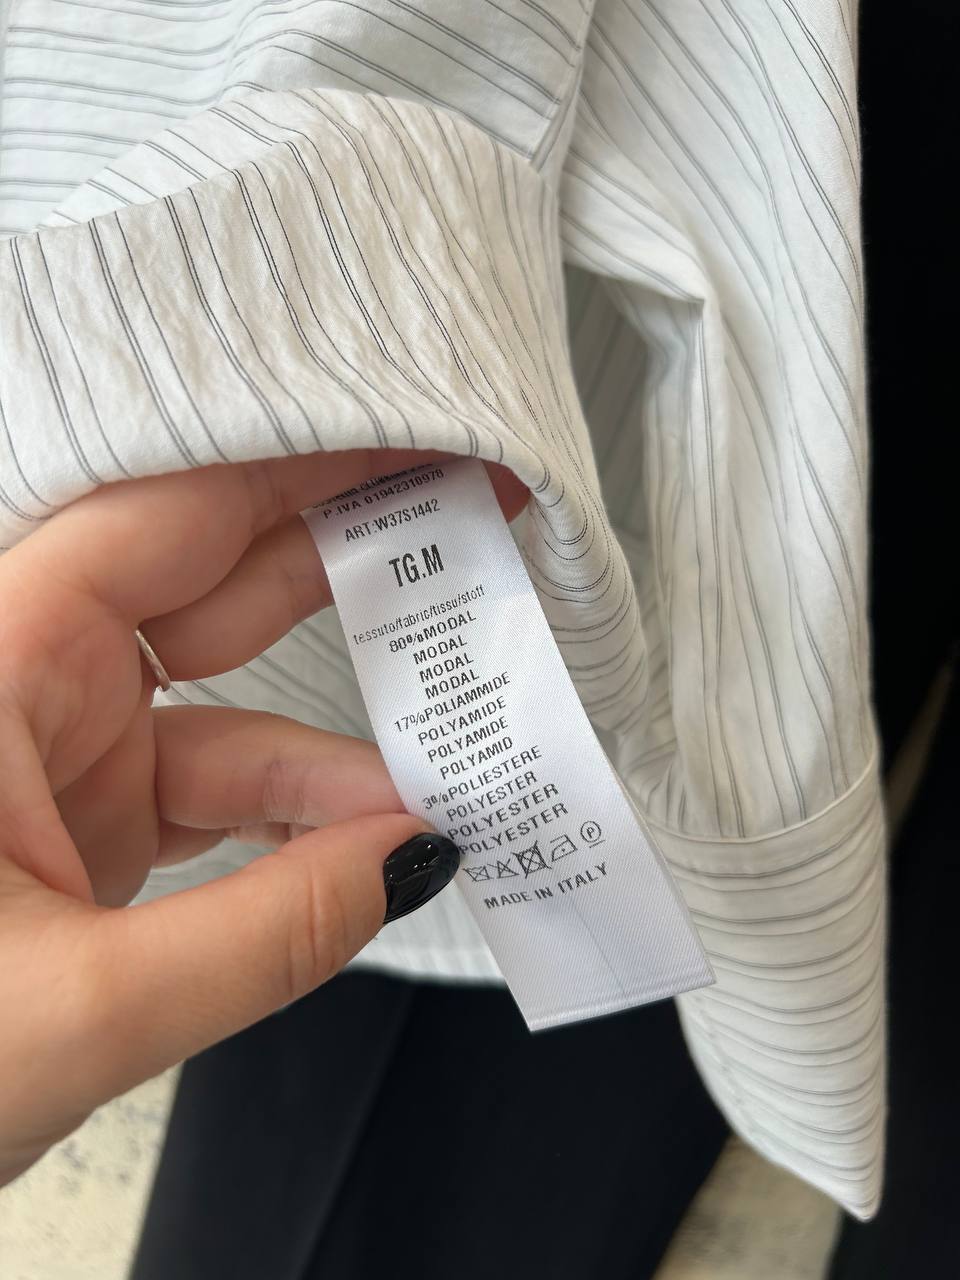 P.IVA 01942310978
ART:W37S1442
TG.M
tessuto/fabric/tissu/stoff
80%MODAL
MODAL
MODAL
MODAL
17%POLIAMMIDE
POLYAMIDE
POLYAMIDE
POLYAMID
3%POLIESTERE
POLYESTER
POLYESTER
POLYESTER
P
MADE IN ITALY